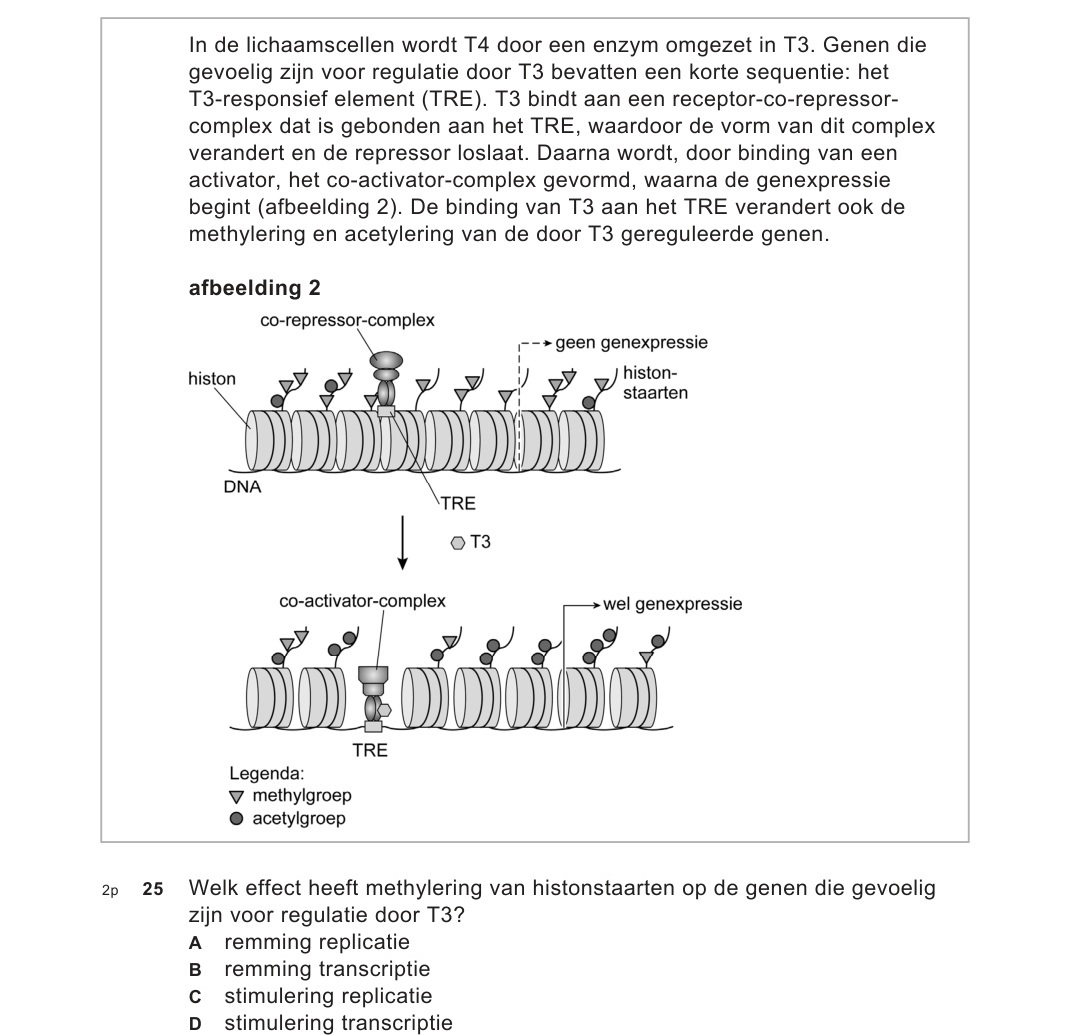 In de lichaamscellen wordt T4 door een enzym omgezet in T3. Genen die
gevoelig zijn voor regulatie door T3 bevatten een korte sequentie: het
T3-responsief element (TRE). T3 bindt aan een receptor-co-repressor-
complex dat is gebonden aan het TRE, waardoor de vorm van dit complex
verandert en de repressor loslaat. Daarna wordt, door binding van een
activator, het co-activator-complex gevormd, waarna de genexpressie
begint (afbeelding 2). De binding van T3 aan het TRE verandert ook de
methylering en acetylering van de door T3 gereguleerde genen.
afbeelding 2
co-repressor-complex
geen genexpressie
histon
histon-
staarten
DNA
TRE
T3
co-activator-complex
wel genexpressie
TRE
Legenda:
methylgroep
acetylgroep
2p 25 Welk effect heeft methylering van histonstaarten op de genen die gevoelig
zijn voor regulatie door T3?
A remming replicatie
B remming transcriptie
C stimulering replicatie
D stimulering transcriptie